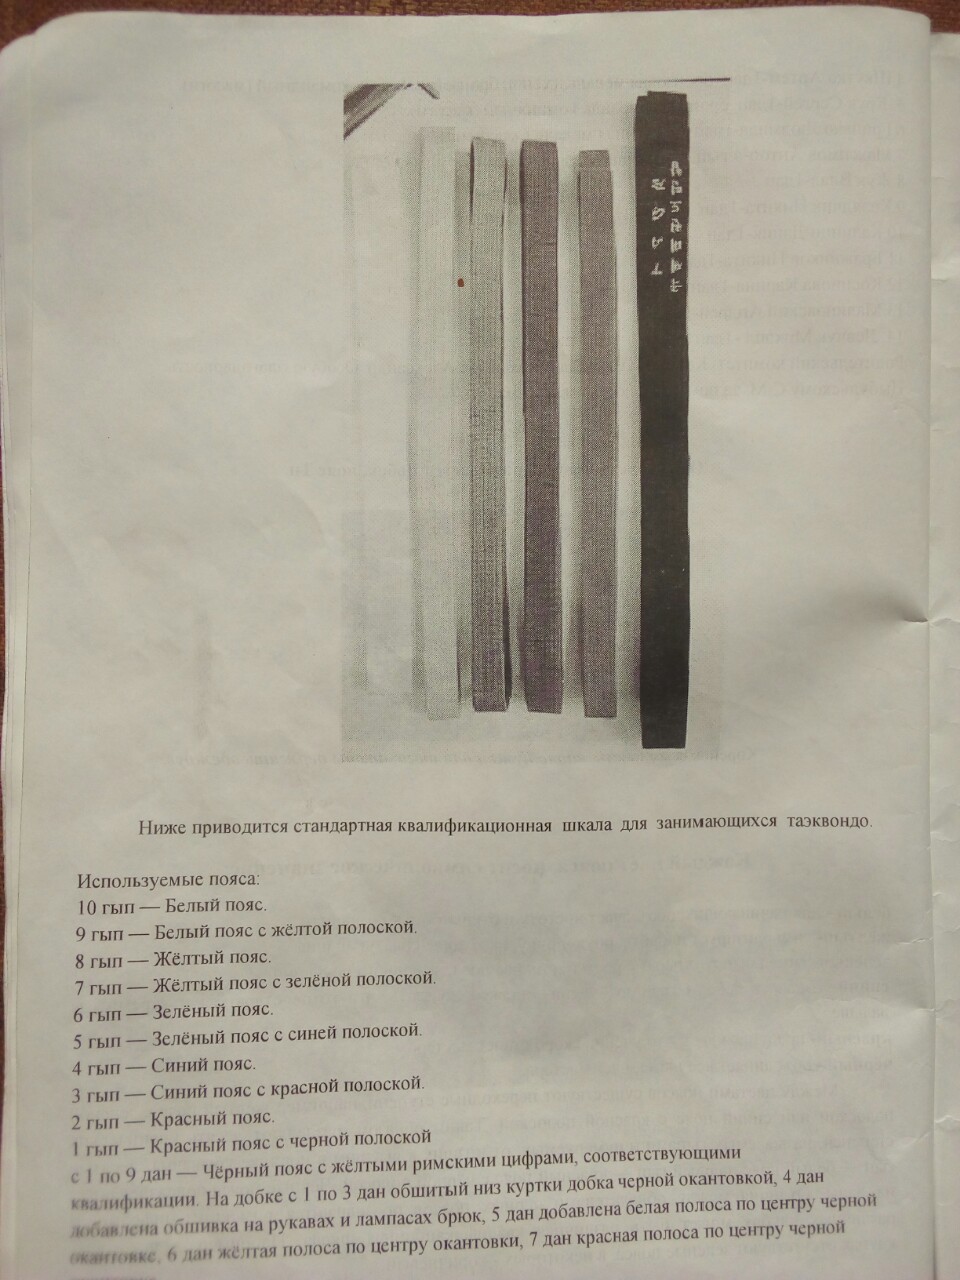 Ниже приводится стандартная квалификационная шкала для занимающихся таэквондо.
Используемые пояса:
10 гып — Белый пояс.
9 гып — Белый пояс с жёлтой полоской.
8 гып — Жёлтый пояс.
7 гып — Жёлтый пояс с зелёной полоской.
6 гып — Зелёный пояс.
5 гып — Зелёный пояс с синей полоской.
4 гып — Синий пояс.
3 гып — Синий пояс с красной полоской.
2 гып — Красный пояс.
1 гып — Красный пояс с черной полоской
с 1 по 9 дан — Чёрный пояс с жёлтыми римскими цифрами, соответствующими
квалификации. На добке с 1 по 3 дан обшитый низ куртки добка черной окантовкой, 4 дан
добавлена обшивка на рукавах и лампасах брюк, 5 дан добавлена белая полоса по центру черной
окантовке, 6 дан жёлтая полоса по центру окантовки, 7 дан красная полоса по центру черной